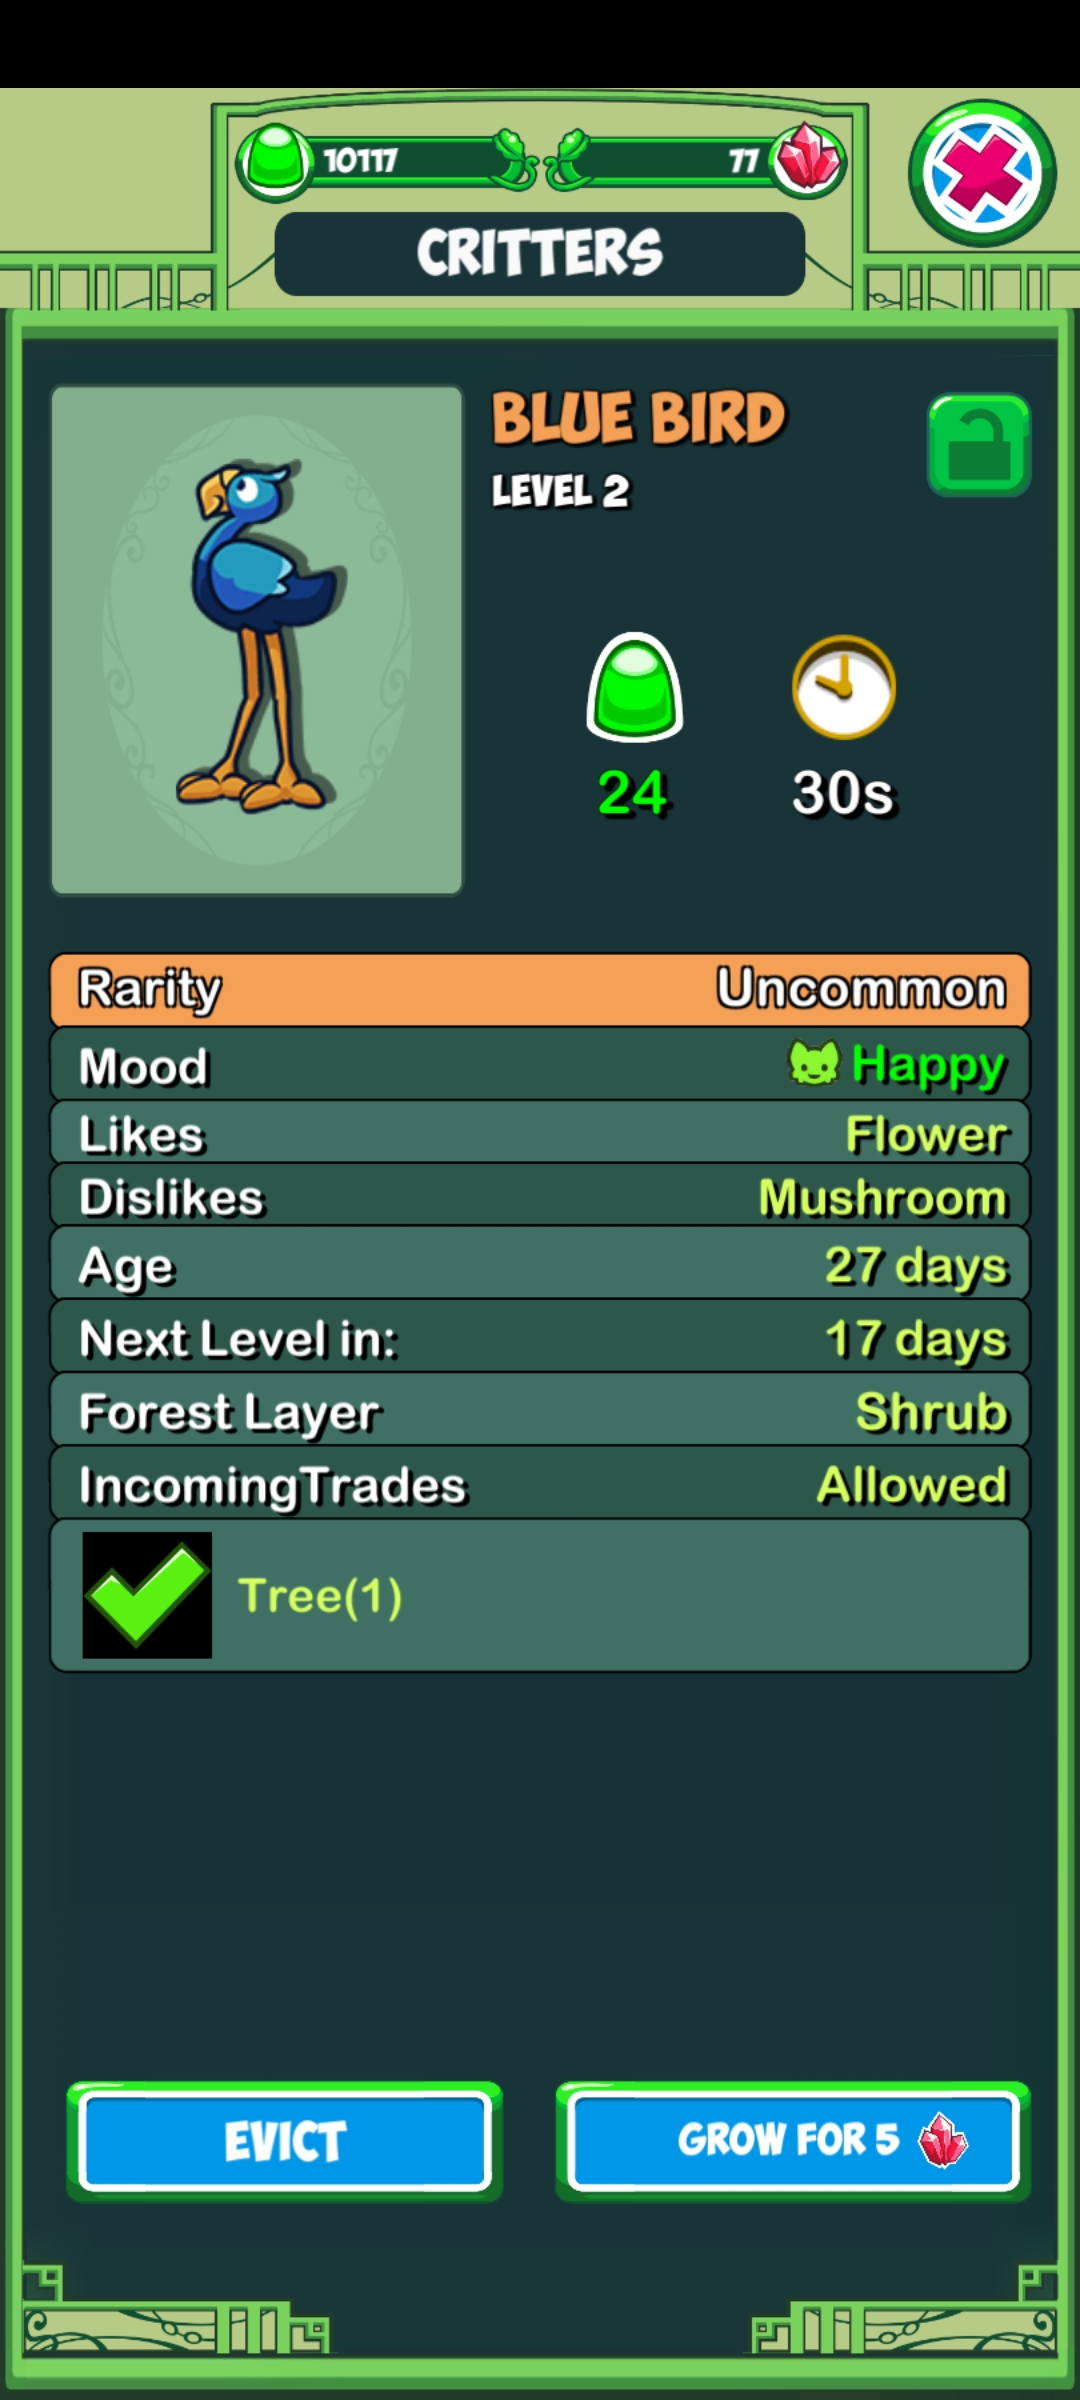 10117
77
CRITTERS
BLUE BIRD
LEVEL 2
24
30s
Rarity Uncommon
Mood Happy
Likes Flower
Dislikes Mushroom
Age 27 days
Next Level in: 17 days
Forest Layer Shrub
IncomingTrades Allowed
Tree(1)
EVICT
GROW FOR 5